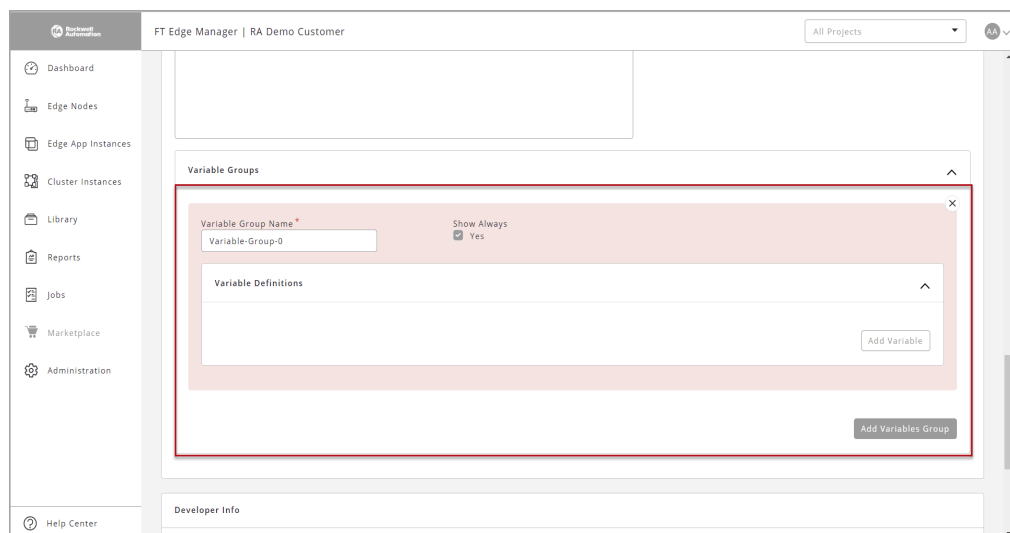 RA Rockwell Automation
FT Edge Manager | RA Demo Customer
All Projects
AA
Dashboard
Edge Nodes
Edge App Instances
Cluster Instances
Library
Reports
Jobs
Marketplace
Administration
Help Center
Variable Groups
Variable Group Name *
Show Always
Variable-Group-0
Yes
Variable Definitions
Add Variable
Add Variables Group
Developer Info